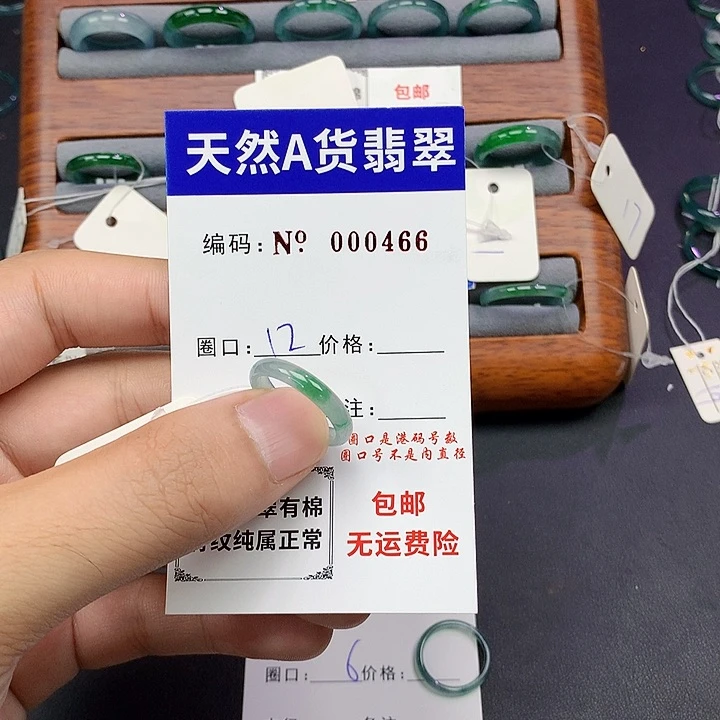 包邮
天然A货翡翠
编码：Nº 000466
圈口：12 价格：
注：
圈口是港码号数
圈口号不是内直径
翠有棉
纹纯属正常
包邮
无运费险
17
圈口：6 价格：